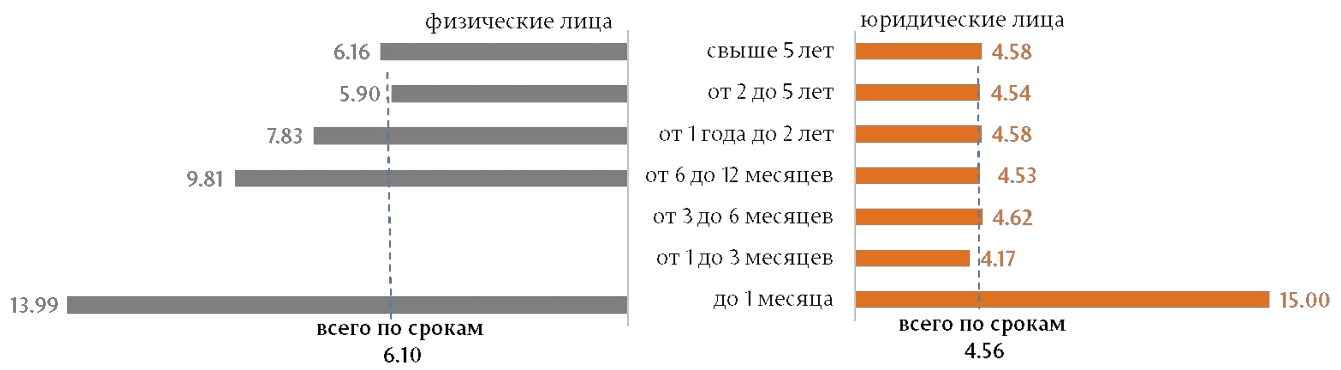 физические лица юридические лица
6.16 свыше 5 лет 4.58
5.90 от 2 до 5 лет 4.54
7.83 от 1 года до 2 лет 4.58
9.81 от 6 до 12 месяцев 4.53
от 3 до 6 месяцев 4.62
от 1 до 3 месяцев 4.17
13.99 до 1 месяца 15.00
всего по срокам всего по срокам
6.10 4.56